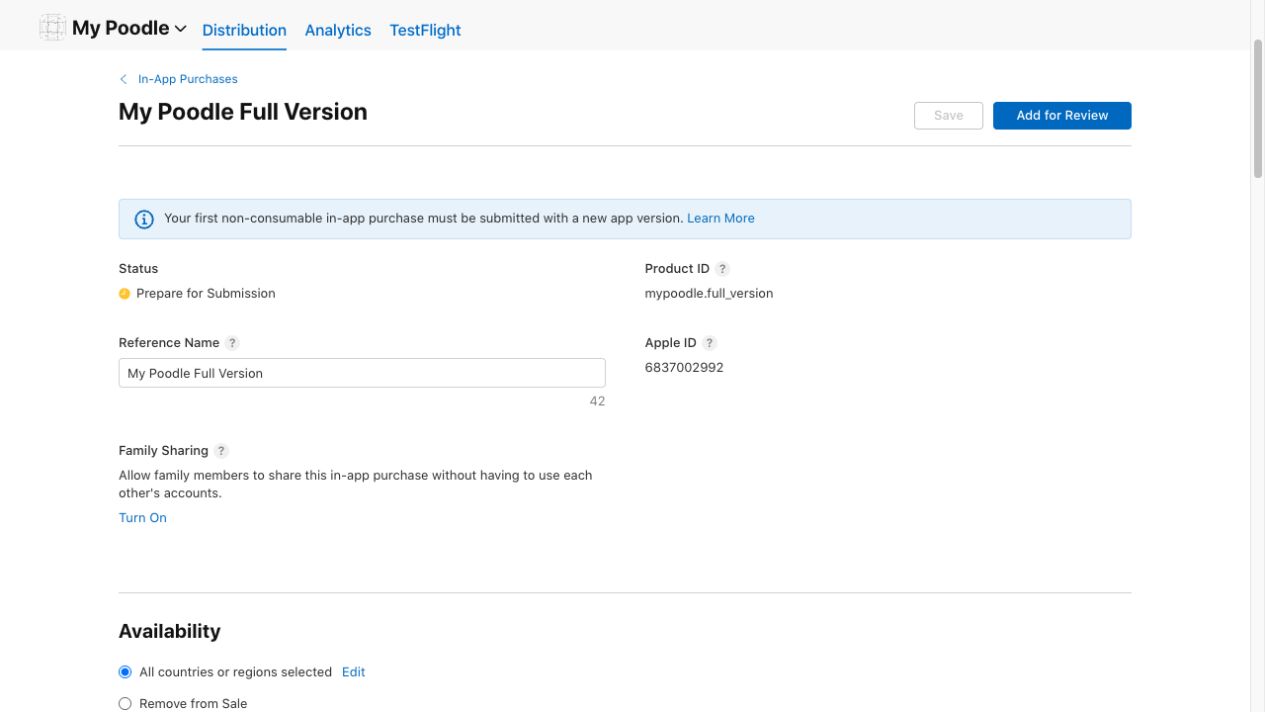 My Poodle
Distribution
Analytics
TestFlight
In-App Purchases
My Poodle Full Version
Save
Add for Review
Your first non-consumable in-app purchase must be submitted with a new app version. Learn More
Status
Prepare for Submission
Product ID ?
mypoodle.full_version
Reference Name ?
My Poodle Full Version
42
Apple ID ?
6837002992
Family Sharing ?
Allow family members to share this in-app purchase without having to use each
other's accounts.
Turn On
Availability
All countries or regions selected Edit
Remove from Sale